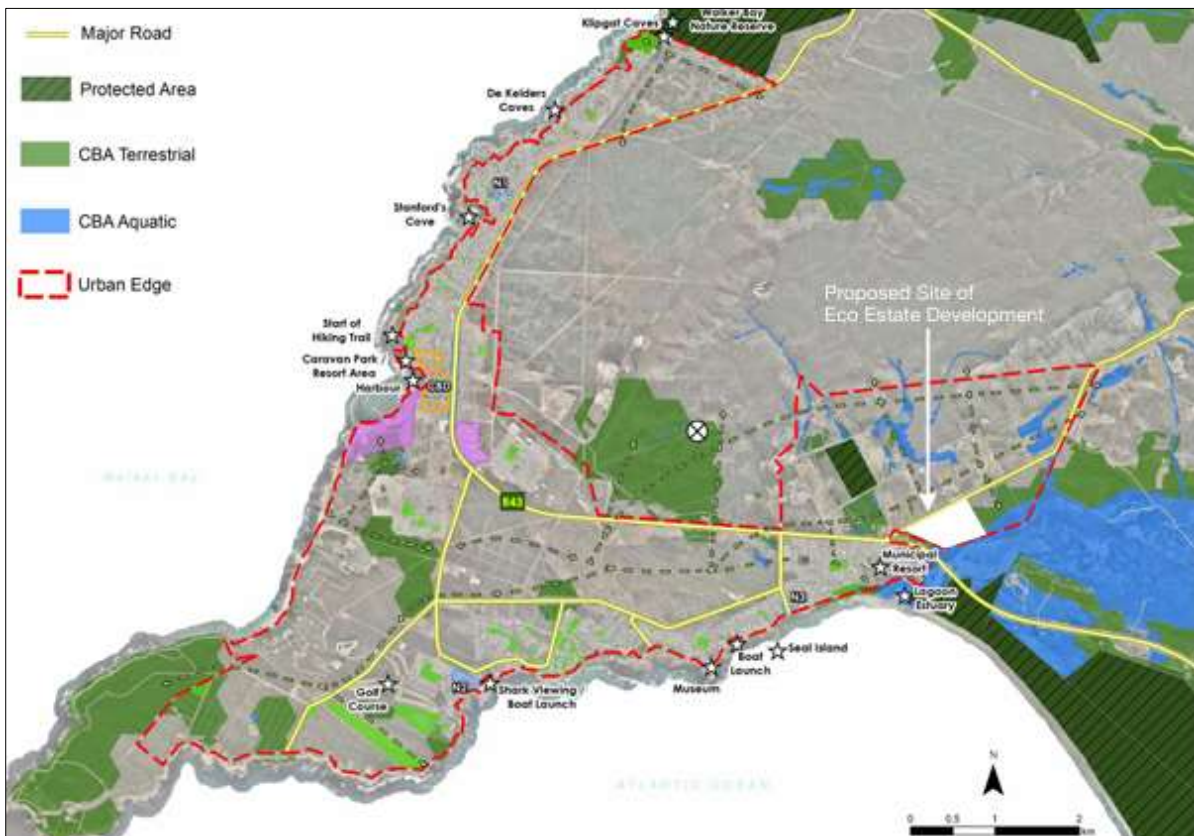 Major Road
Protected Area
CBA Terrestrial
CBA Aquatic
Urban Edge
Klipgat Caves
Walker Bay
Nature Reserve
De Kelders
Caves
N1
Stanford's
Cove
Start of
Hiking Trail
Caravan Park /
Resort Area
Harbour
CBD
Proposed Site of
Eco Estate Development
WALKER BAY
R43
Municipal
Resort
Lagoon
Estuary
N3
Boat
Launch
Seal Island
Museum
N2
Shark Viewing /
Boat Launch
Golf
Course
ATLANTIC OCEAN
N
0 0.5 1 2
km